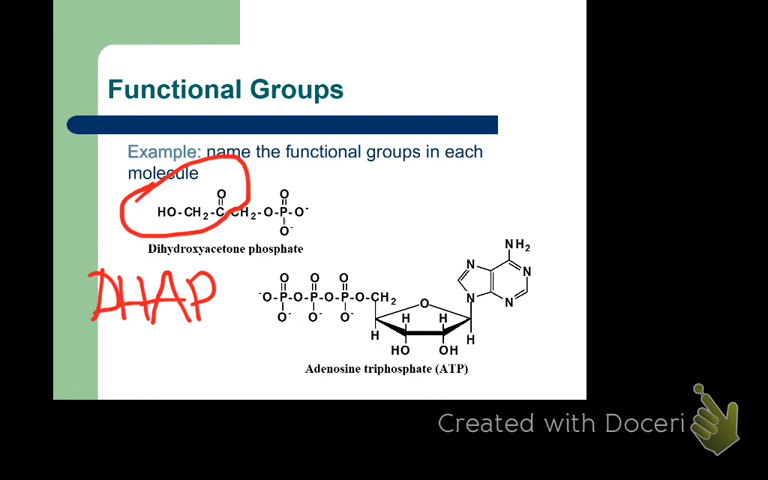 Functional Groups
Example: name the functional groups in each
molecule
O O
HO-CH2-C-CH2-O-P-O-
O-
Dihydroxyacetone phosphate
DHAP
NH2
N N
N N
O O O
-O-P-O-P-O-P-O-CH2 O
O- O- O- H H
H H
HO OH
Adenosine triphosphate (ATP)
Created with Doceri